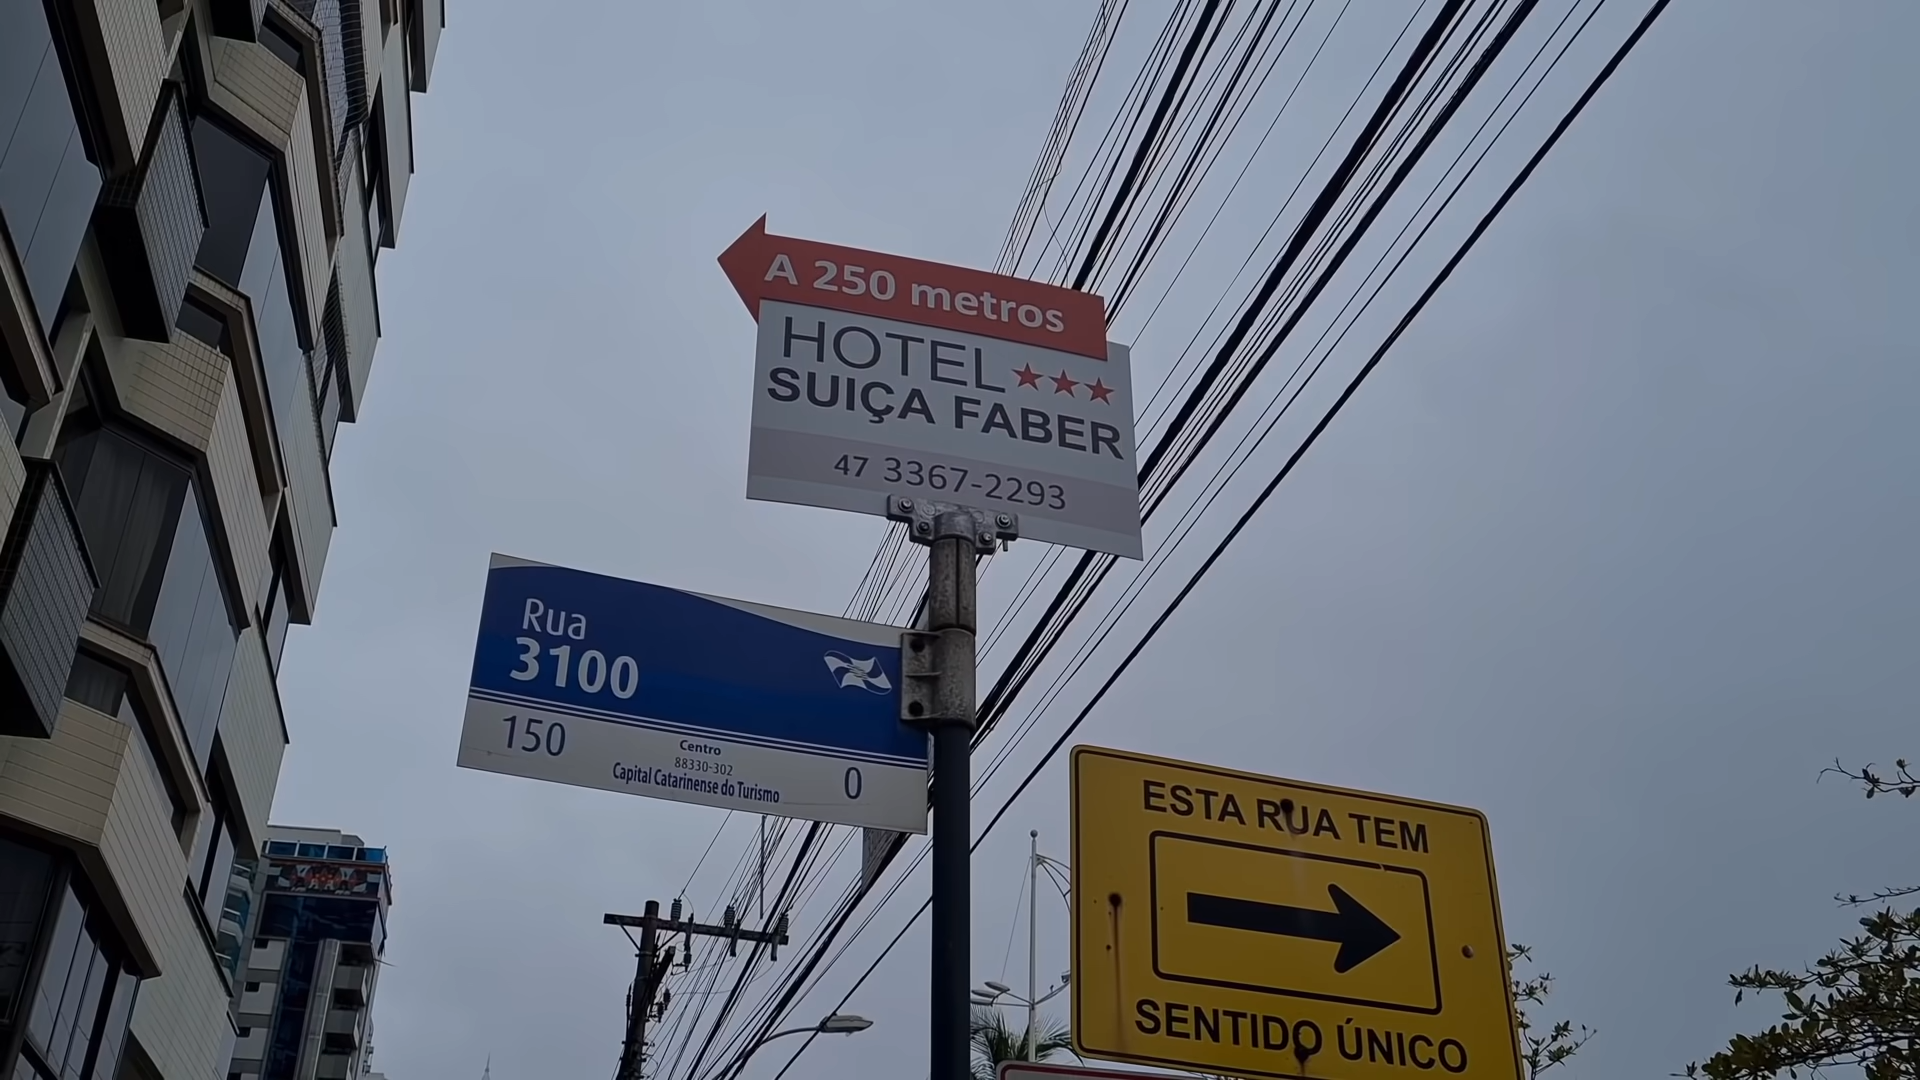 A 250 metros
HOTEL
SUIÇA FABER
47 3367-2293
Rua
3100
150
Centro
88330-302
Capital Catarinense do Turismo
0
ESTA RUA TEM
SENTIDO ÚNICO